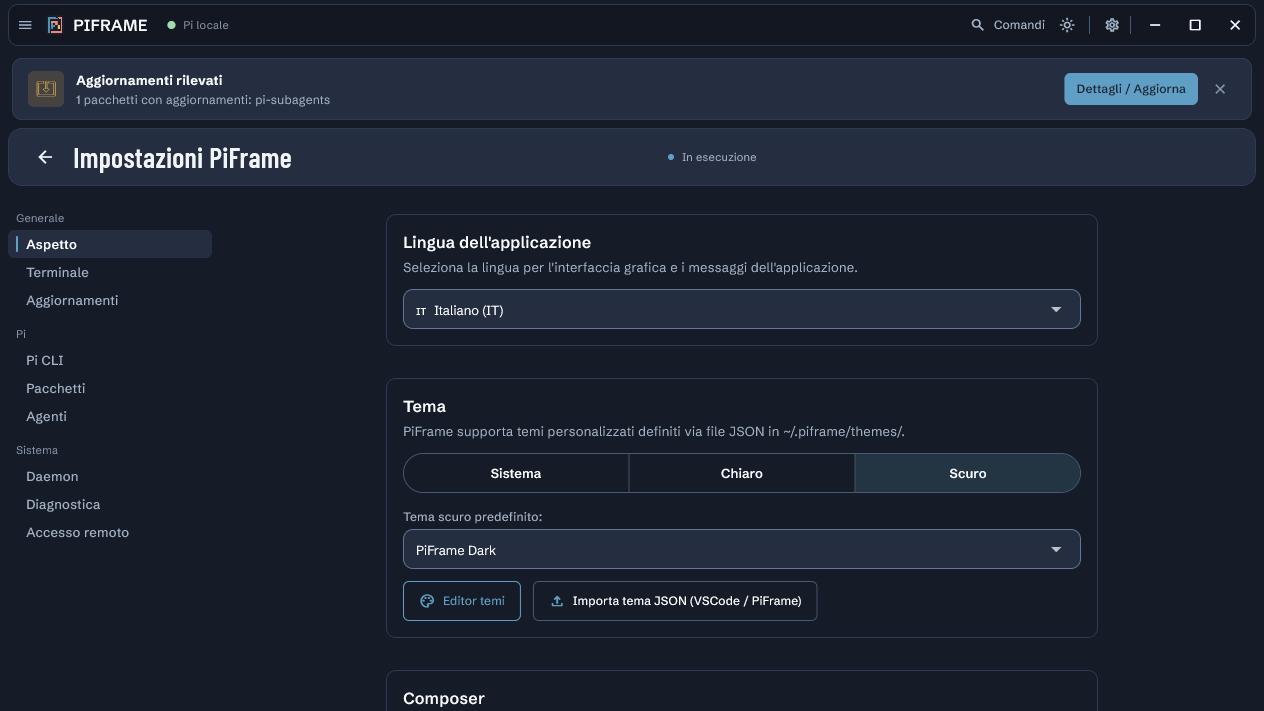 PIFRAME
Pi locale
Comandi
Aggiornamenti rilevati
1 pacchetti con aggiornamenti: pi-subagents
Dettagli / Aggiorna
Impostazioni PiFrame
In esecuzione
Generale
Aspetto
Terminale
Aggiornamenti
Pi
Pi CLI
Pacchetti
Agenti
Sistema
Daemon
Diagnostica
Accesso remoto
Lingua dell'applicazione
Seleziona la lingua per l'interfaccia grafica e i messaggi dell'applicazione.
IT Italiano (IT)
Tema
PiFrame supporta temi personalizzati definiti via file JSON in ~/.piframe/themes/.
Sistema
Chiaro
Scuro
Tema scuro predefinito:
PiFrame Dark
Editor temi
Importa tema JSON (VSCode / PiFrame)
Composer